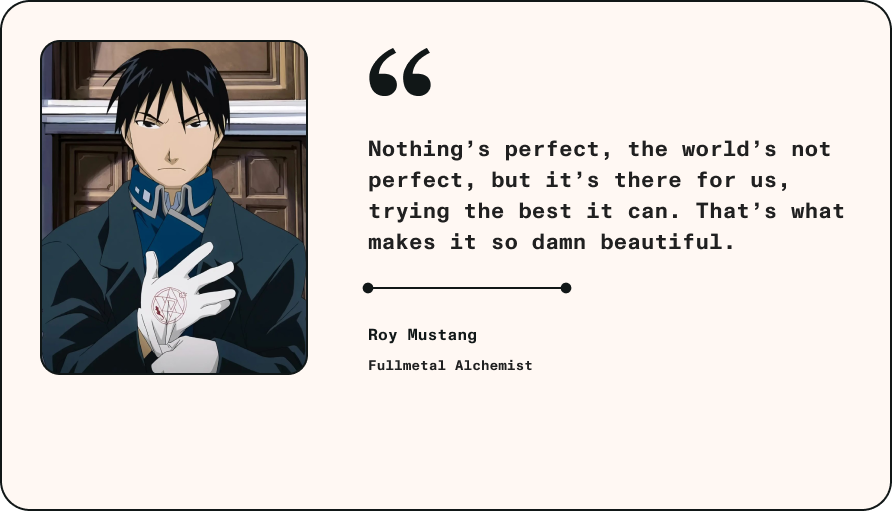 “
Nothing’s perfect, the world’s not
perfect, but it’s there for us,
trying the best it can. That’s what
makes it so damn beautiful.
Roy Mustang
Fullmetal Alchemist